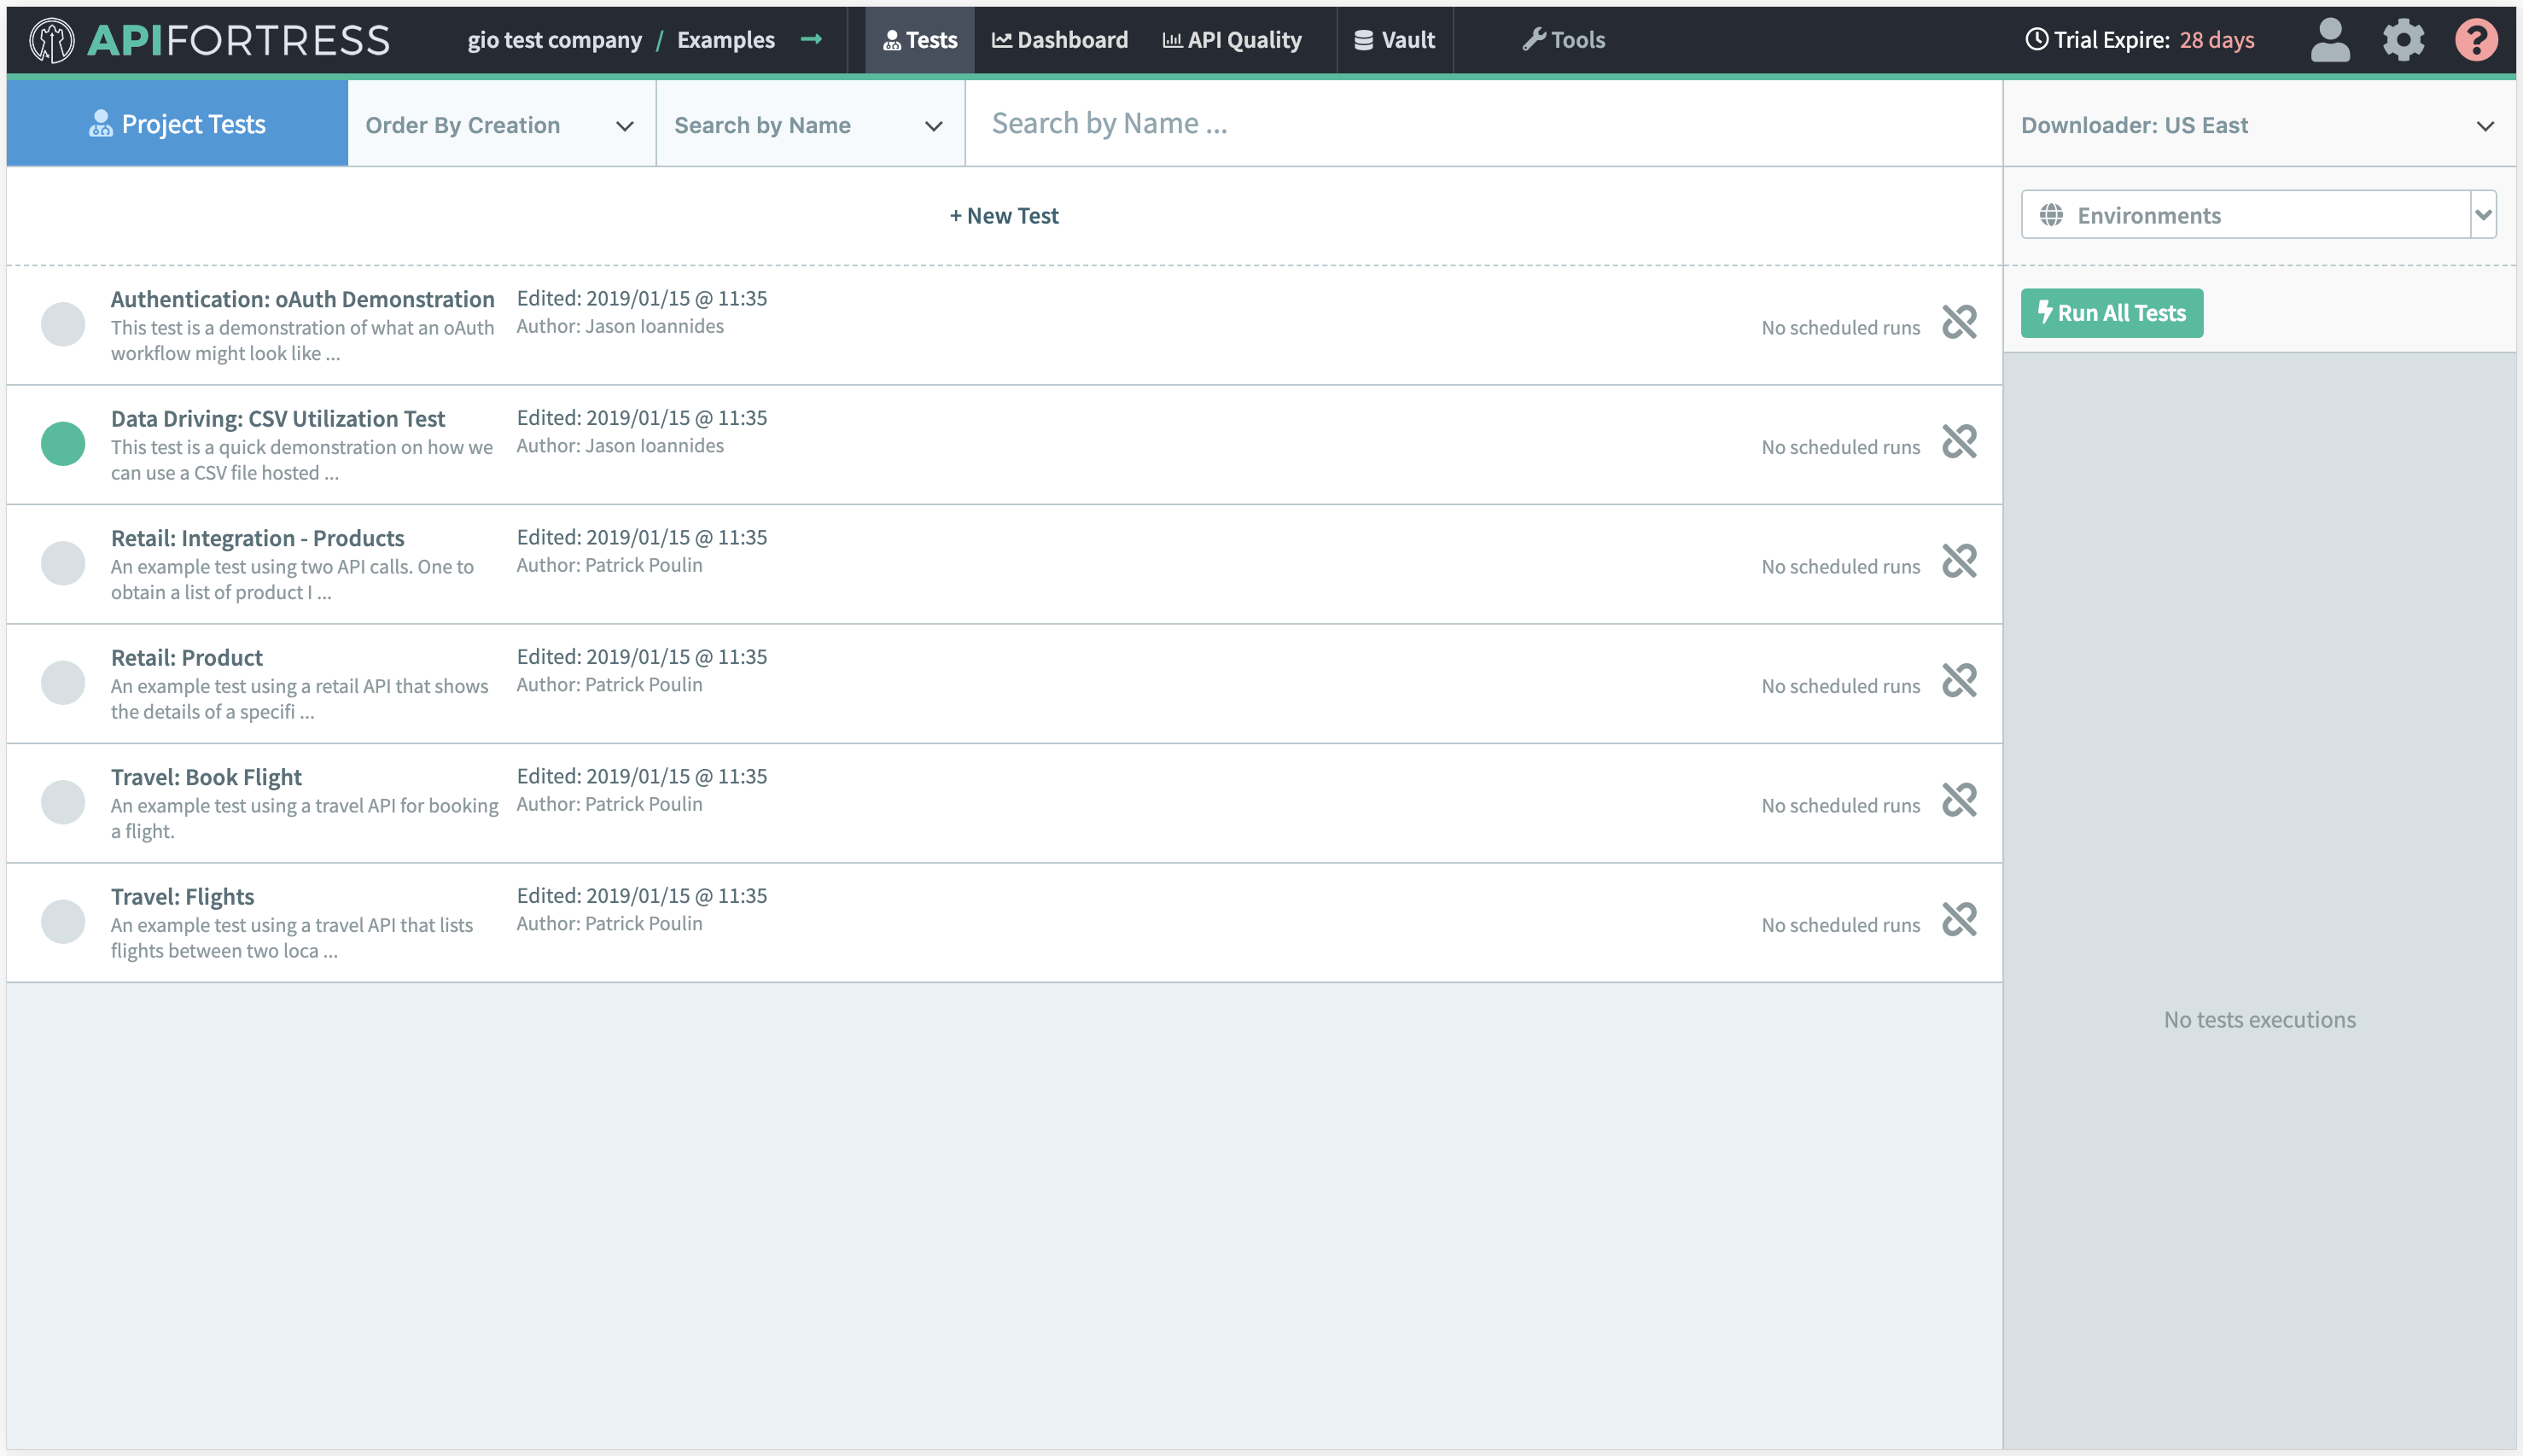 APIFORTRESS
gio test company / Examples
Tests
Dashboard
API Quality
Vault
Tools
Trial Expire: 28 days
?
Project Tests
Order By Creation
Search by Name
Search by Name ...
Downloader: US East
+ New Test
Environments
Run All Tests
Authentication: oAuth Demonstration
This test is a demonstration of what an oAuth
workflow might look like ...
Edited: 2019/01/15 @ 11:35
Author: Jason Ioannides
No scheduled runs
Data Driving: CSV Utilization Test
This test is a quick demonstration on how we
can use a CSV file hosted ...
Edited: 2019/01/15 @ 11:35
Author: Jason Ioannides
No scheduled runs
Retail: Integration - Products
An example test using two API calls. One to
obtain a list of product I ...
Edited: 2019/01/15 @ 11:35
Author: Patrick Poulin
No scheduled runs
Retail: Product
An example test using a retail API that shows
the details of a specifi ...
Edited: 2019/01/15 @ 11:35
Author: Patrick Poulin
No scheduled runs
Travel: Book Flight
An example test using a travel API for booking
a flight.
Edited: 2019/01/15 @ 11:35
Author: Patrick Poulin
No scheduled runs
Travel: Flights
An example test using a travel API that lists
flights between two loca ...
Edited: 2019/01/15 @ 11:35
Author: Patrick Poulin
No scheduled runs
No tests executions